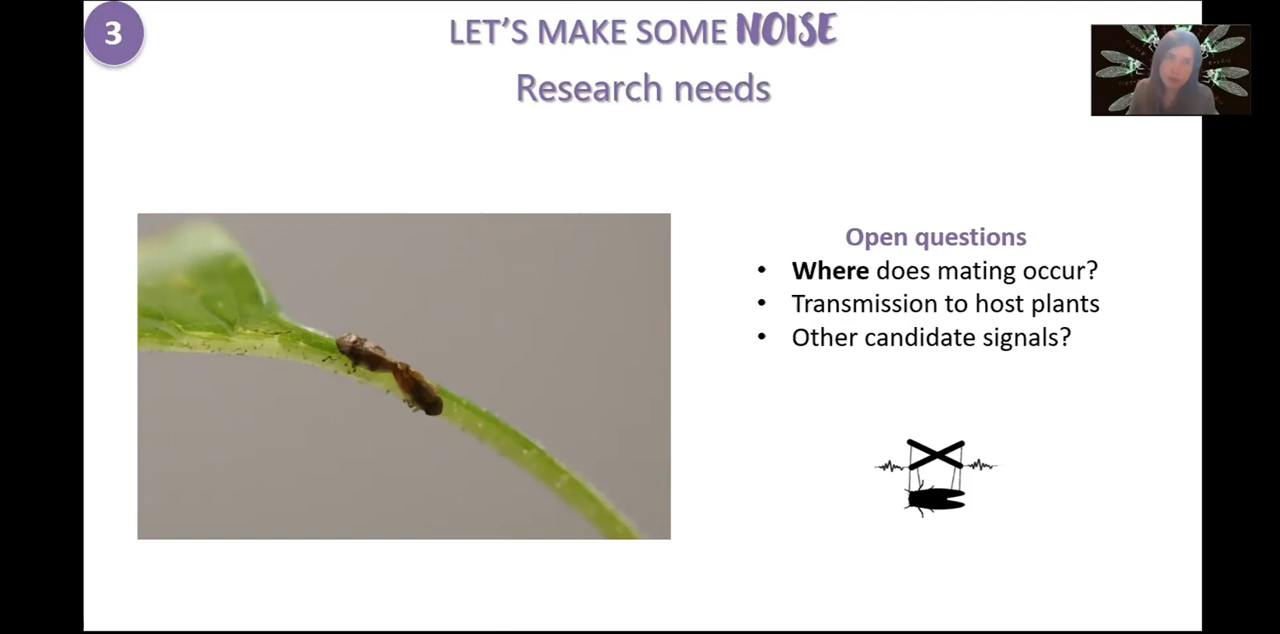 3
LET'S MAKE SOME NOISE
Research needs
Open questions
• Where does mating occur?
• Transmission to host plants
• Other candidate signals?